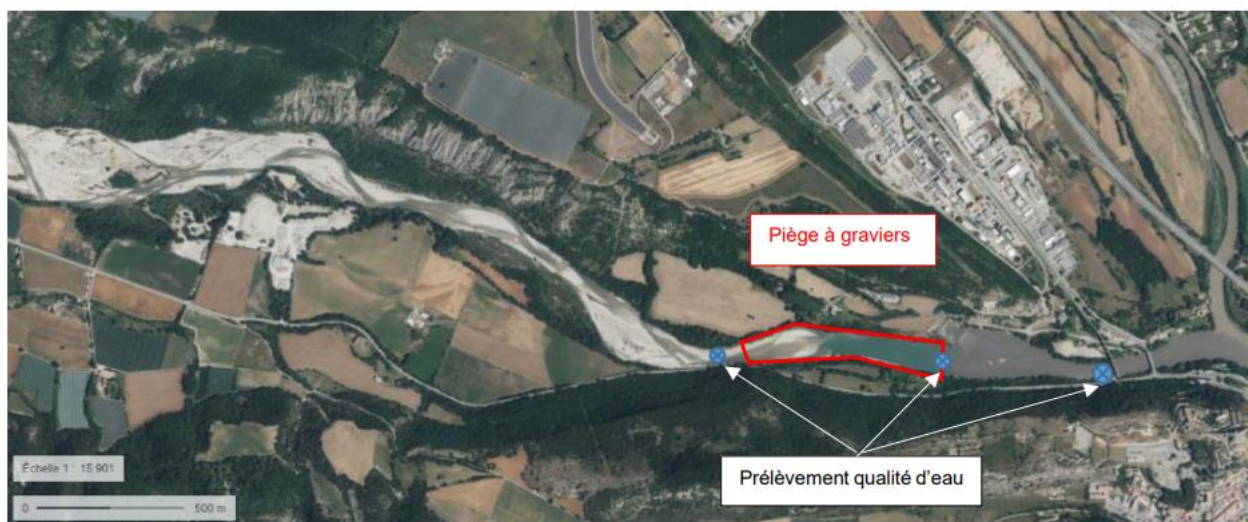 Piège à graviers
Prélèvement qualité d'eau
Échelle 1 : 15 901
0 500 m